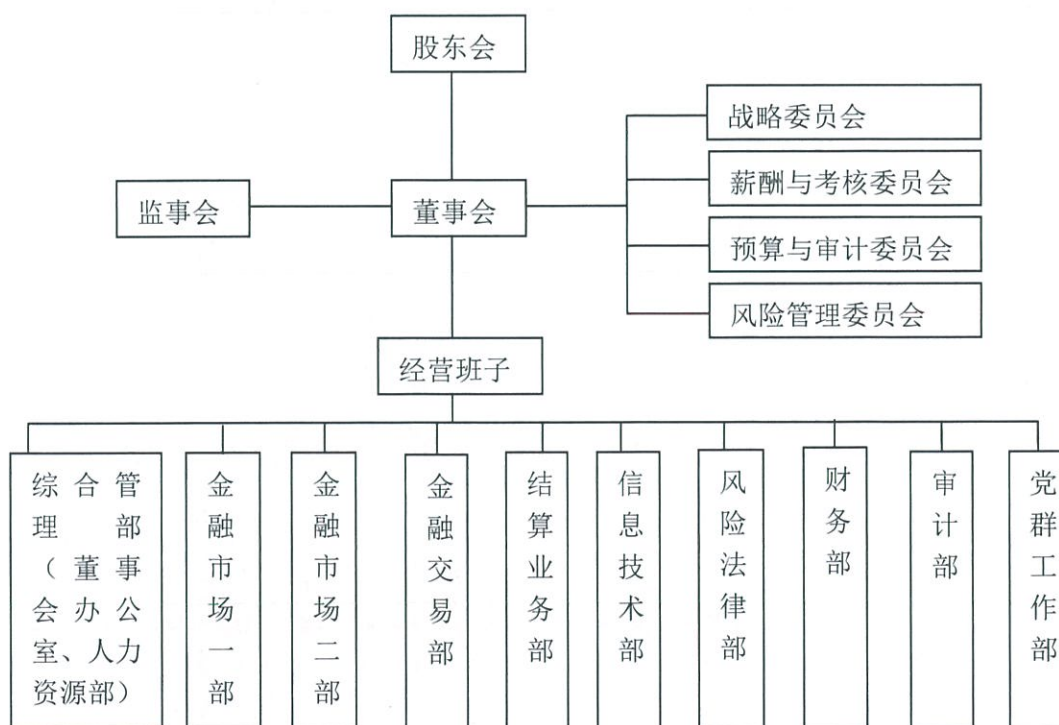 股东会
战略委员会
薪酬与考核委员会
监事会
董事会
预算与审计委员会
风险管理委员会
经营班子
综合管
理部
（董事
会办公
室、人力
资源部）
金融市场一部
金融市场二部
金融交易部
结算业务部
信息技术部
风险法律部
财务部
审计部
党群工作部